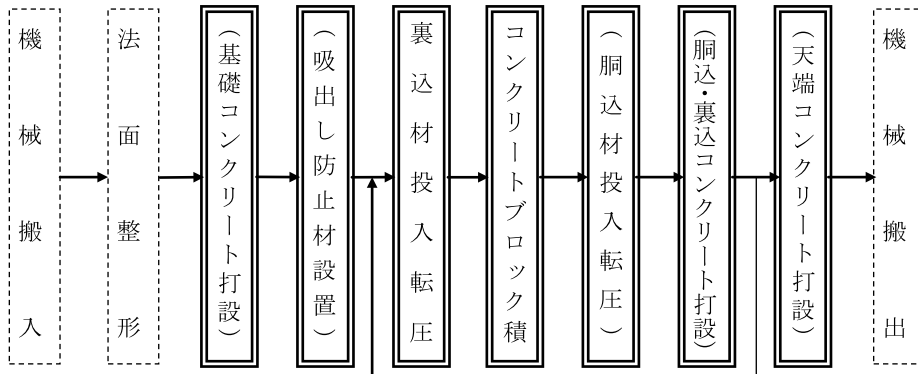 機械搬入
法面整形
（基礎コンクリート打設）
（吸出し防止材設置）
裏込材投入転圧
コンクリートブロック積
（胴込材投入転圧）
（胴込・裏込コンクリート打設）
（天端コンクリート打設）
機械搬出